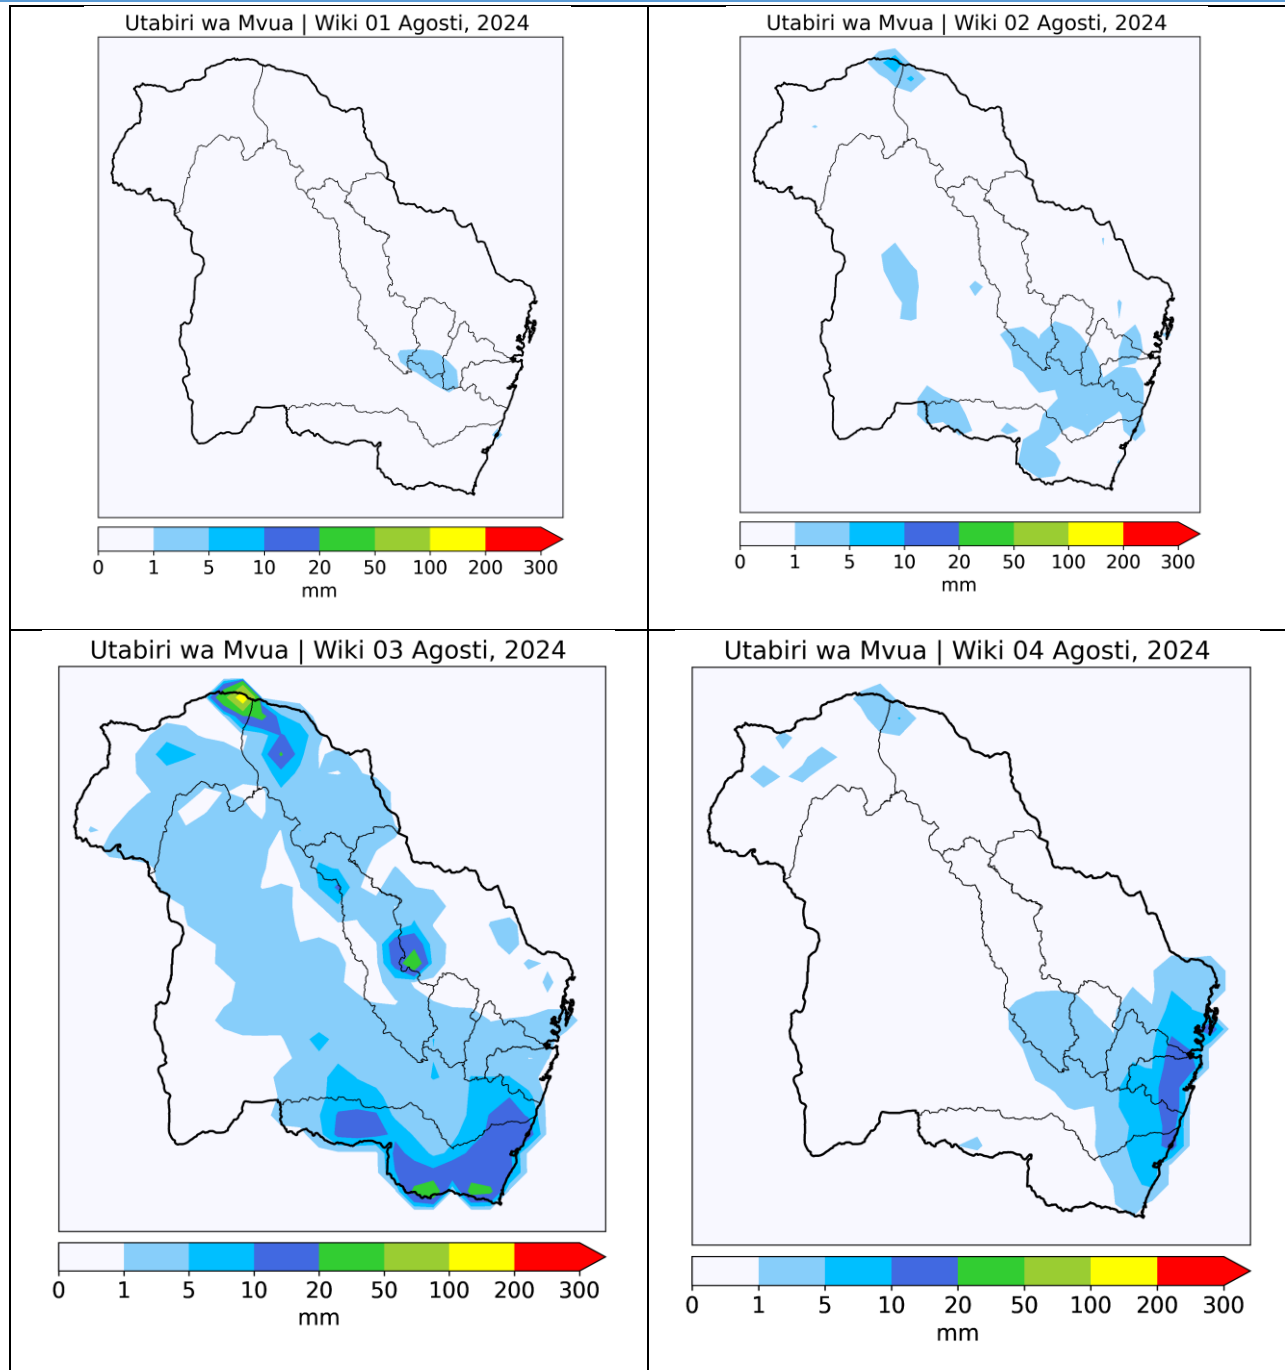 Utabiri wa Mvua | Wiki 01 Agosti, 2024
0 1 5 10 20 50 100 200 300
mm
Utabiri wa Mvua | Wiki 02 Agosti, 2024
0 1 5 10 20 50 100 200 300
mm
Utabiri wa Mvua | Wiki 03 Agosti, 2024
0 1 5 10 20 50 100 200 300
mm
Utabiri wa Mvua | Wiki 04 Agosti, 2024
0 1 5 10 20 50 100 200 300
mm